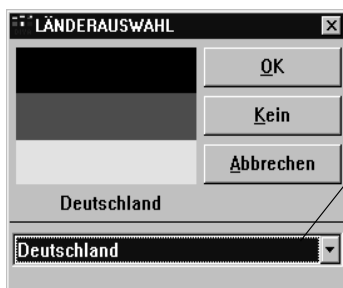 LÄNDERAUSWAHL
OK
Kein
Abbrechen
Deutschland
Deutschland